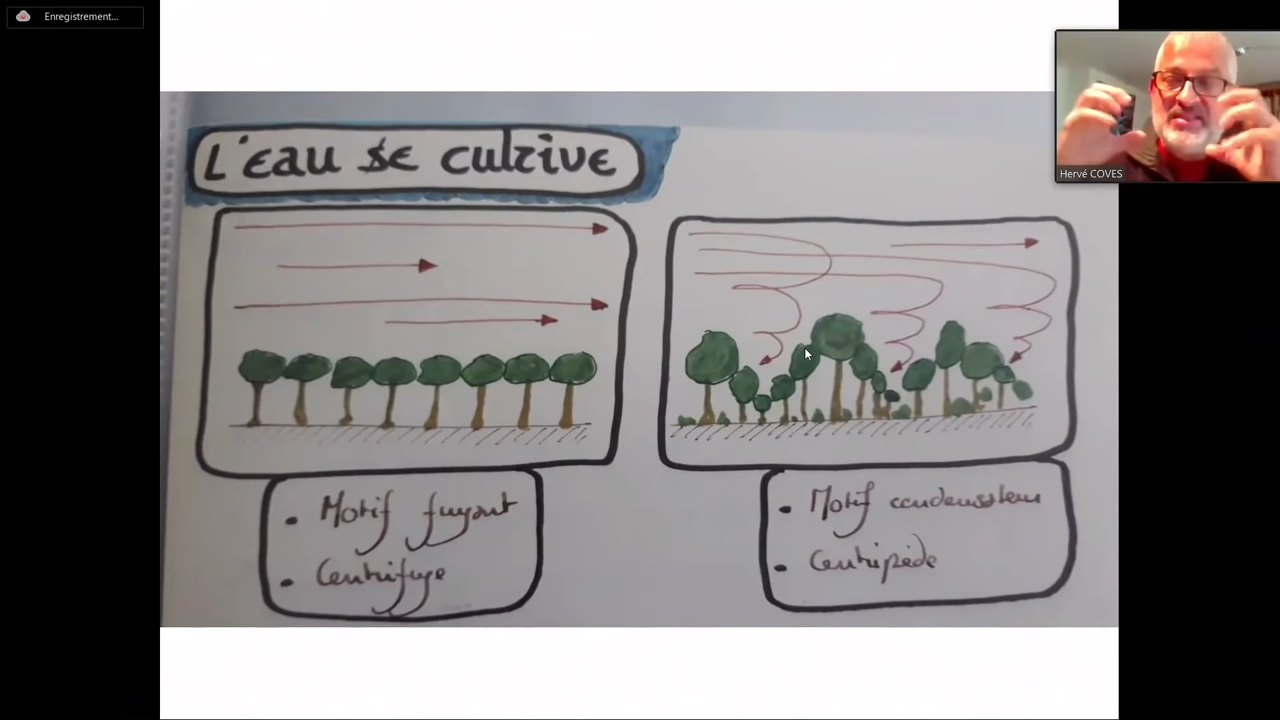 Enregistrement...
Hervé COVES
L'eau se cultive
• Motif fuyant
• Centrifuge
• Motif condensateur
• Centripède